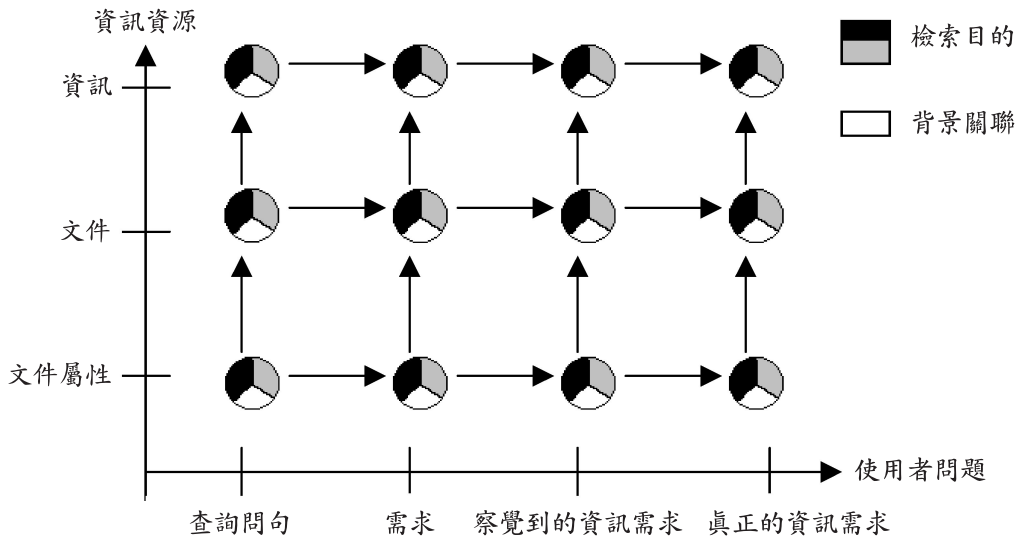 資訊資源
檢索目的
資訊
背景關聯
文件
文件屬性
使用者問題
查詢問句
需求
察覺到的資訊需求
真正的資訊需求